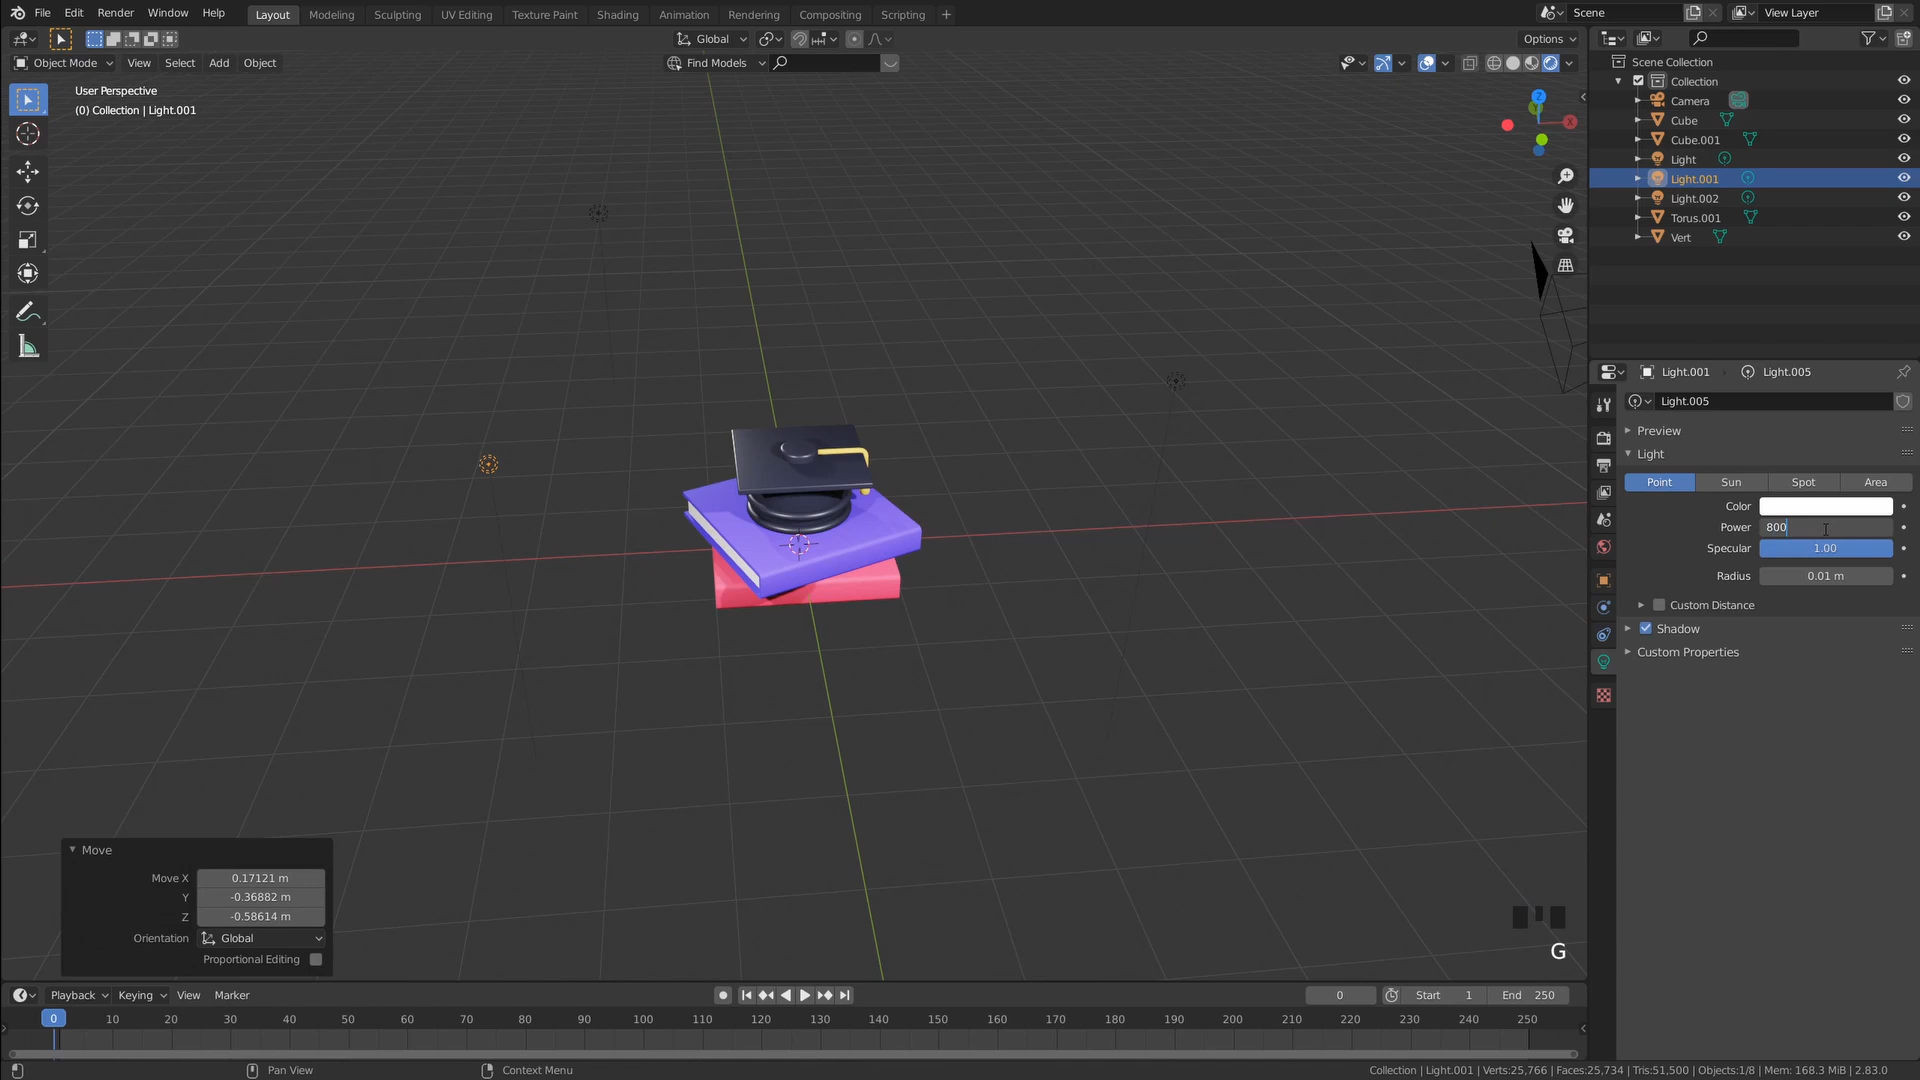 File Edit Render Window Help Layout Modeling Sculpting UV Editing Texture Paint Shading Animation Rendering Compositing Scripting + Scene View Layer
Global Options
Object Mode View Select Add Object Find Models
User Perspective
(0) Collection | Light.001
Z
X
Scene Collection
Collection
Camera
Cube
Cube.001
Light
Light.001
Light.002
Torus.001
Vert
Light.001 Light.005
Light.005
Preview
Light
Point Sun Spot Area
Color
Power 800
Specular 1.00
Radius 0.01 m
Custom Distance
Shadow
Custom Properties
Move
Move X 0.17121 m
Y -0.36882 m
Z -0.58614 m
Orientation Global
Proportional Editing
G
Playback Keying View Marker 0 Start 1 End 250
0 10 20 30 40 50 60 70 80 90 100 110 120 130 140 150 160 170 180 190 200 210 220 230 240 250
Pan View Context Menu Collection | Light.001 | Verts:25,766 | Faces:25,734 | Tris:51,500 | Objects:1/8 | Mem: 168.3 MiB | 2.83.0